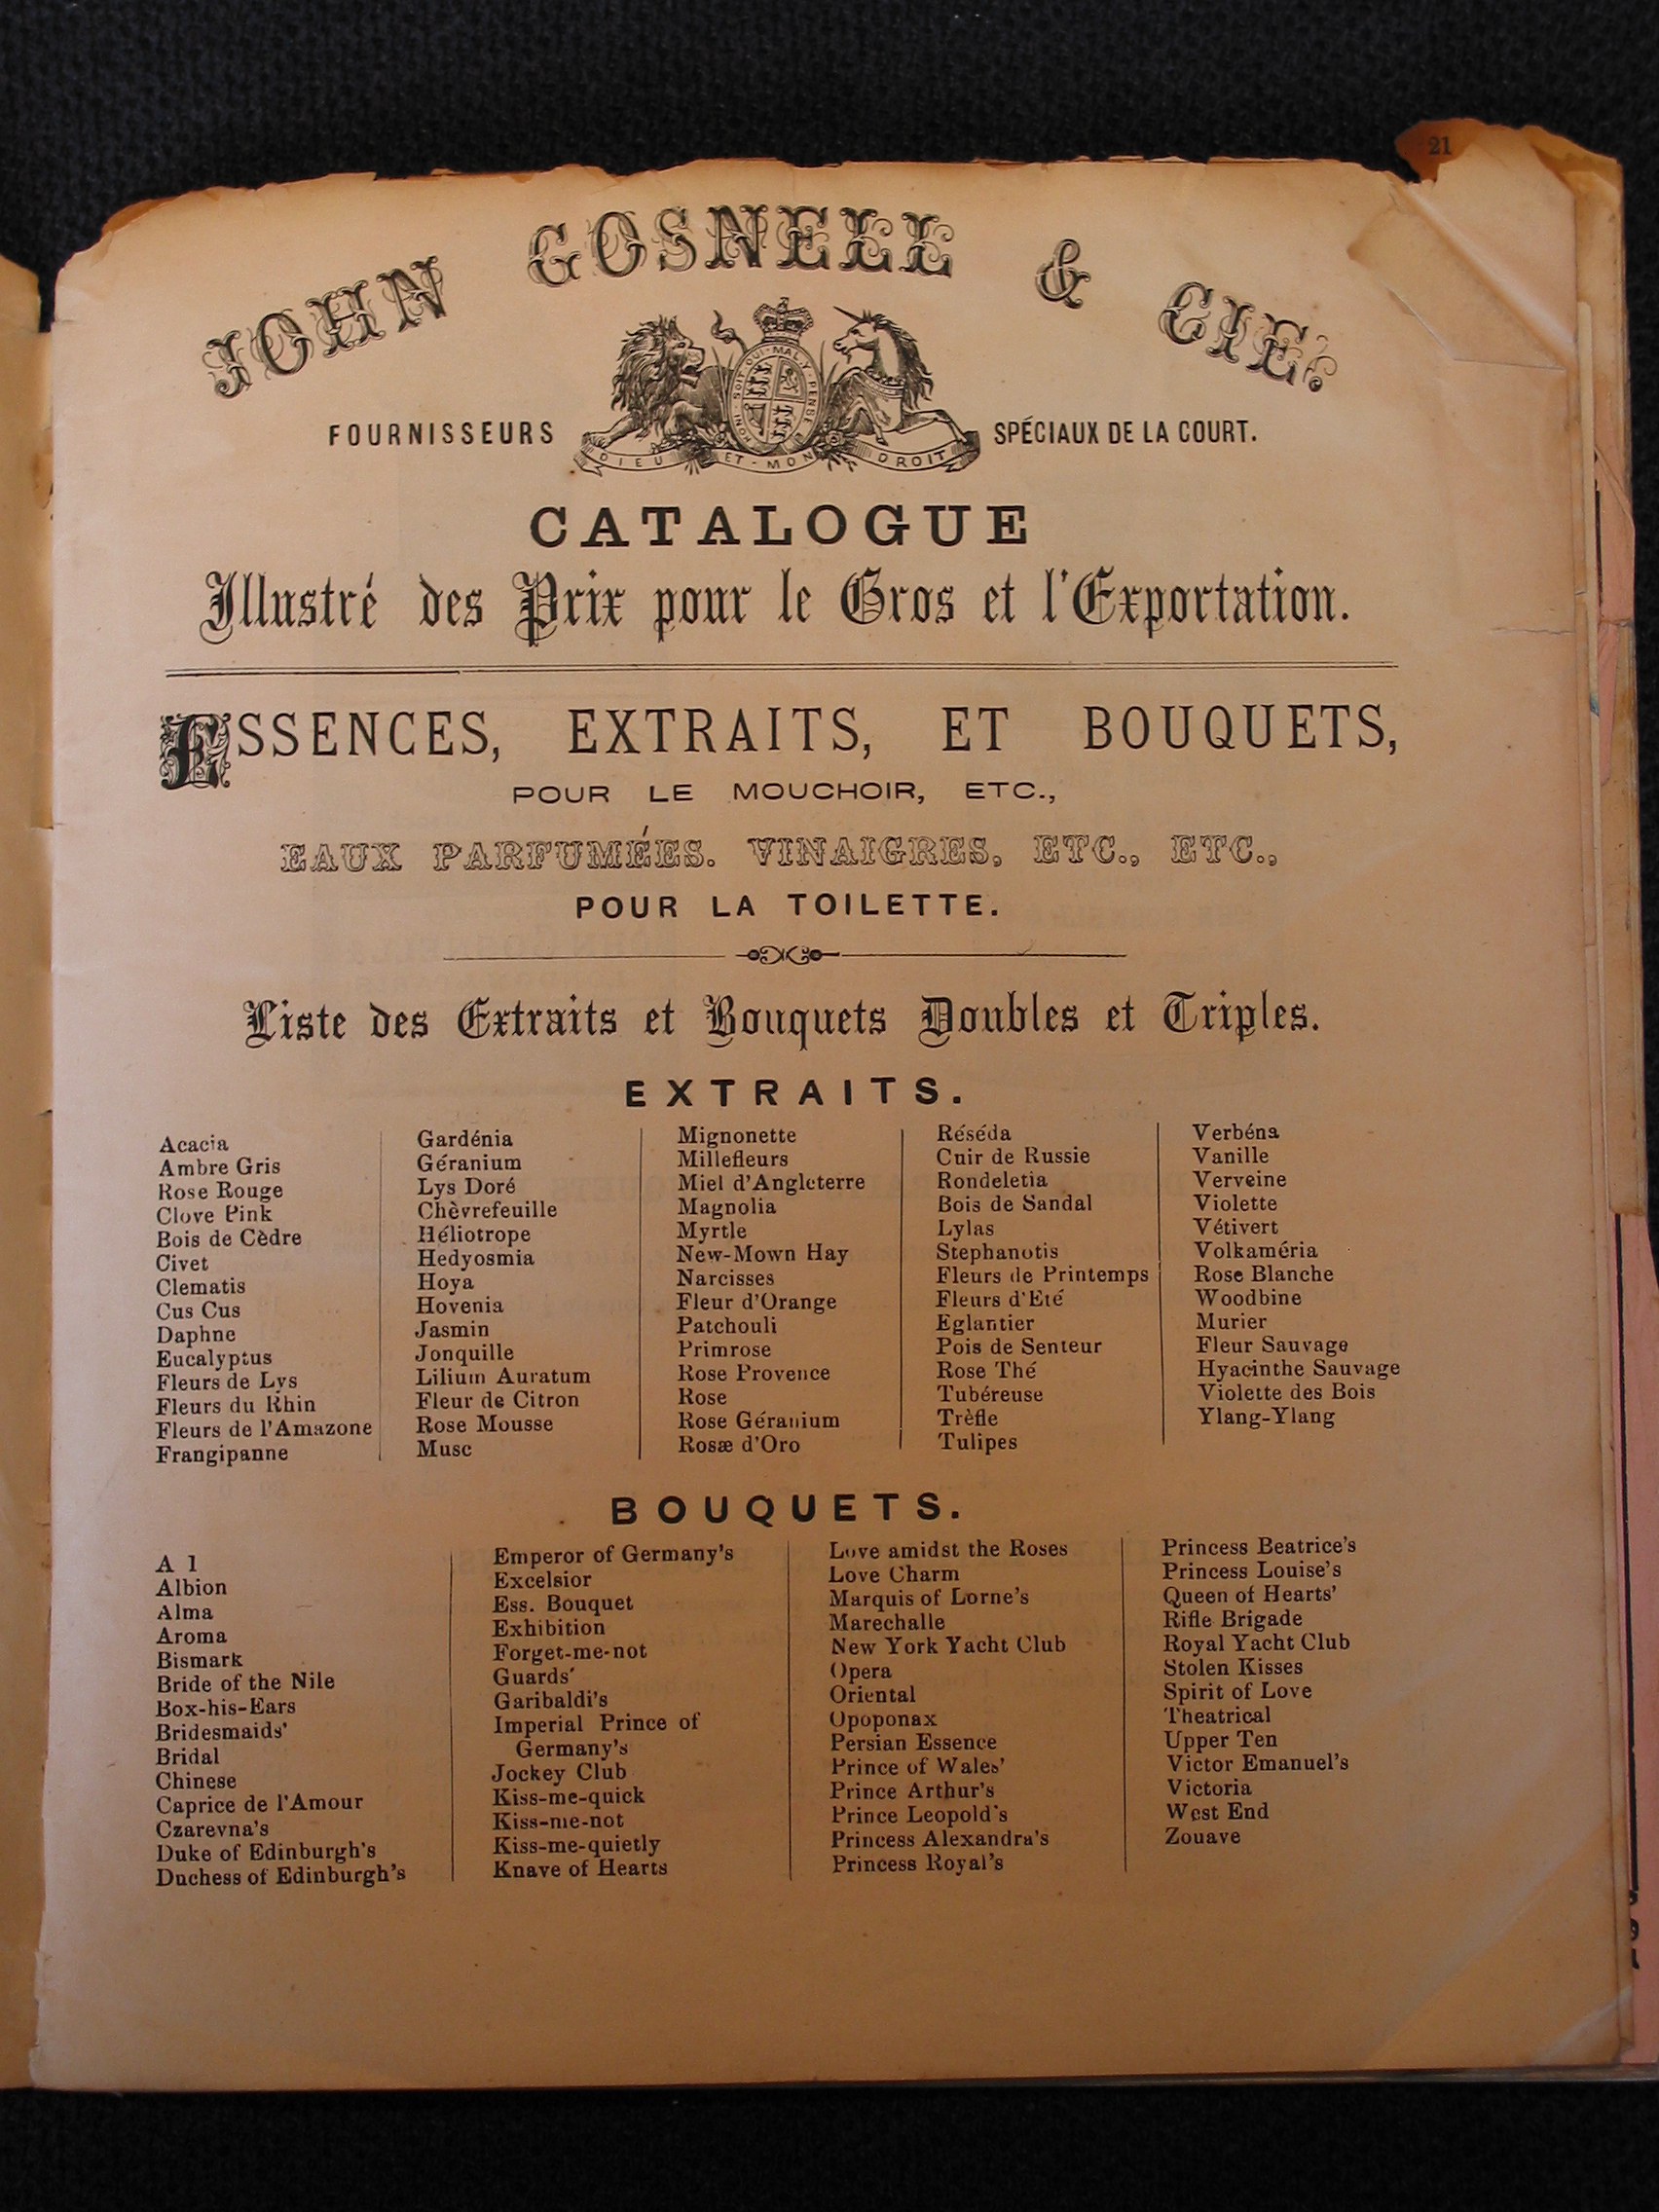 21
JOHN GOSNELL & CIE.
HONI · SOIT · QUI · MAL · Y · PENSE
FOURNISSEURS SPÉCIAUX DE LA COURT.
DIEU ET · MON DROIT
CATALOGUE
Illustré des Prix pour le Gros et l'Exportation.
ESSENCES, EXTRAITS, ET BOUQUETS,
POUR LE MOUCHOIR, ETC.,
EAUX PARFUMÉES. VINAIGRES, ETC., ETC.,
POUR LA TOILETTE.
Liste des Extraits et Bouquets Doubles et Triples.
EXTRAITS.
Acacia
Ambre Gris
Rose Rouge
Clove Pink
Bois de Cèdre
Civet
Clematis
Cus Cus
Daphne
Eucalyptus
Fleurs de Lys
Fleurs du Rhin
Fleurs de l'Amazone
Frangipanne
Gardénia
Géranium
Lys Doré
Chèvrefeuille
Héliotrope
Hedyosmia
Hoya
Hovenia
Jasmin
Jonquille
Lilium Auratum
Fleur de Citron
Rose Mousse
Musc
Mignonette
Millefleurs
Miel d'Angleterre
Magnolia
Myrtle
New-Mown Hay
Narcisses
Fleur d'Orange
Patchouli
Primrose
Rose Provence
Rose
Rose Géranium
Rosæ d'Oro
Réséda
Cuir de Russie
Rondeletia
Bois de Sandal
Lylas
Stephanotis
Fleurs de Printemps
Fleurs d'Eté
Eglantier
Pois de Senteur
Rose Thé
Tubéreuse
Trèfle
Tulipes
Verbéna
Vanille
Verveine
Violette
Vétivert
Volkaméria
Rose Blanche
Woodbine
Murier
Fleur Sauvage
Hyacinthe Sauvage
Violette des Bois
Ylang-Ylang
BOUQUETS.
A 1
Albion
Alma
Aroma
Bismark
Bride of the Nile
Box-his-Ears
Bridesmaids'
Bridal
Chinese
Caprice de l'Amour
Czarevna's
Duke of Edinburgh's
Duchess of Edinburgh's
Emperor of Germany's
Excelsior
Ess. Bouquet
Exhibition
Forget-me-not
Guards'
Garibaldi's
Imperial Prince of
Germany's
Jockey Club
Kiss-me-quick
Kiss-me-not
Kiss-me-quietly
Knave of Hearts
Love amidst the Roses
Love Charm
Marquis of Lorne's
Marechalle
New York Yacht Club
Opera
Oriental
Opoponax
Persian Essence
Prince of Wales'
Prince Arthur's
Prince Leopold's
Princess Alexandra's
Princess Royal's
Princess Beatrice's
Princess Louise's
Queen of Hearts'
Rifle Brigade
Royal Yacht Club
Stolen Kisses
Spirit of Love
Theatrical
Upper Ten
Victor Emanuel's
Victoria
West End
Zouave